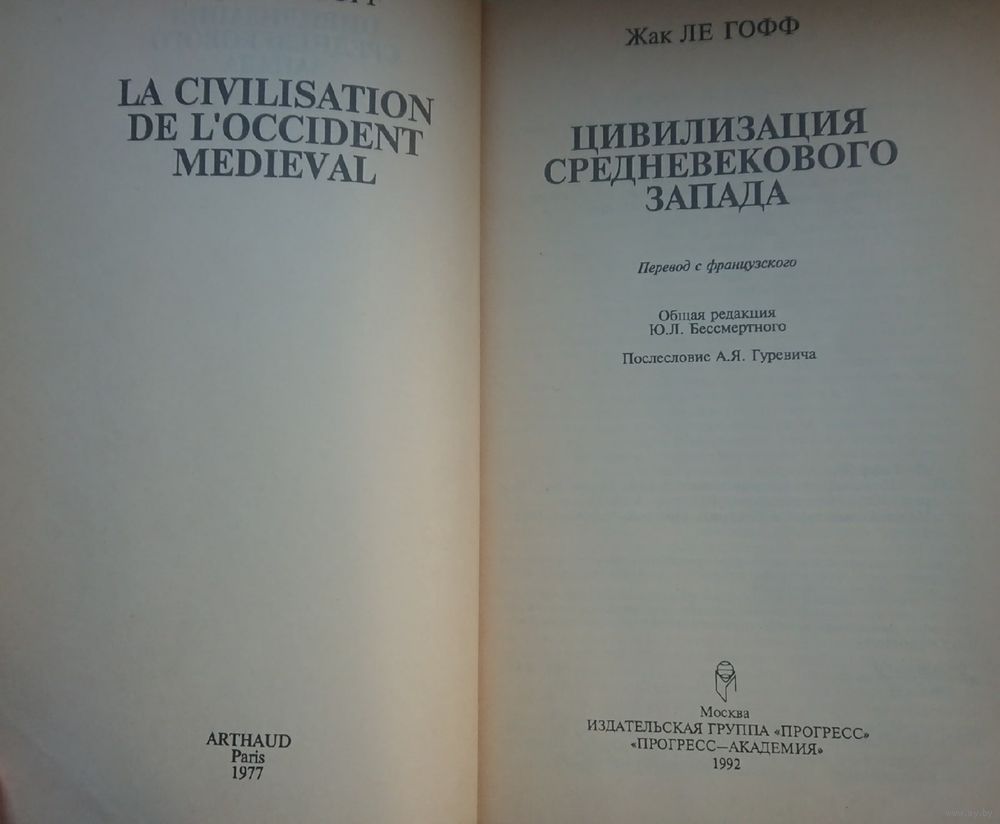 LA CIVILISATION
DE L'OCCIDENT
MEDIEVAL
ARTHAUD
Paris
1977
Жак ЛЕ ГОФФ
ЦИВИЛИЗАЦИЯ
СРЕДНЕВЕКОВОГО
ЗАПАДА
Перевод с французского
Общая редакция
Ю.Л. Бессмертного
Послесловие А.Я. Гуревича
Москва
ИЗДАТЕЛЬСКАЯ ГРУППА «ПРОГРЕСС»
«ПРОГРЕСС—АКАДЕМИЯ»
1992